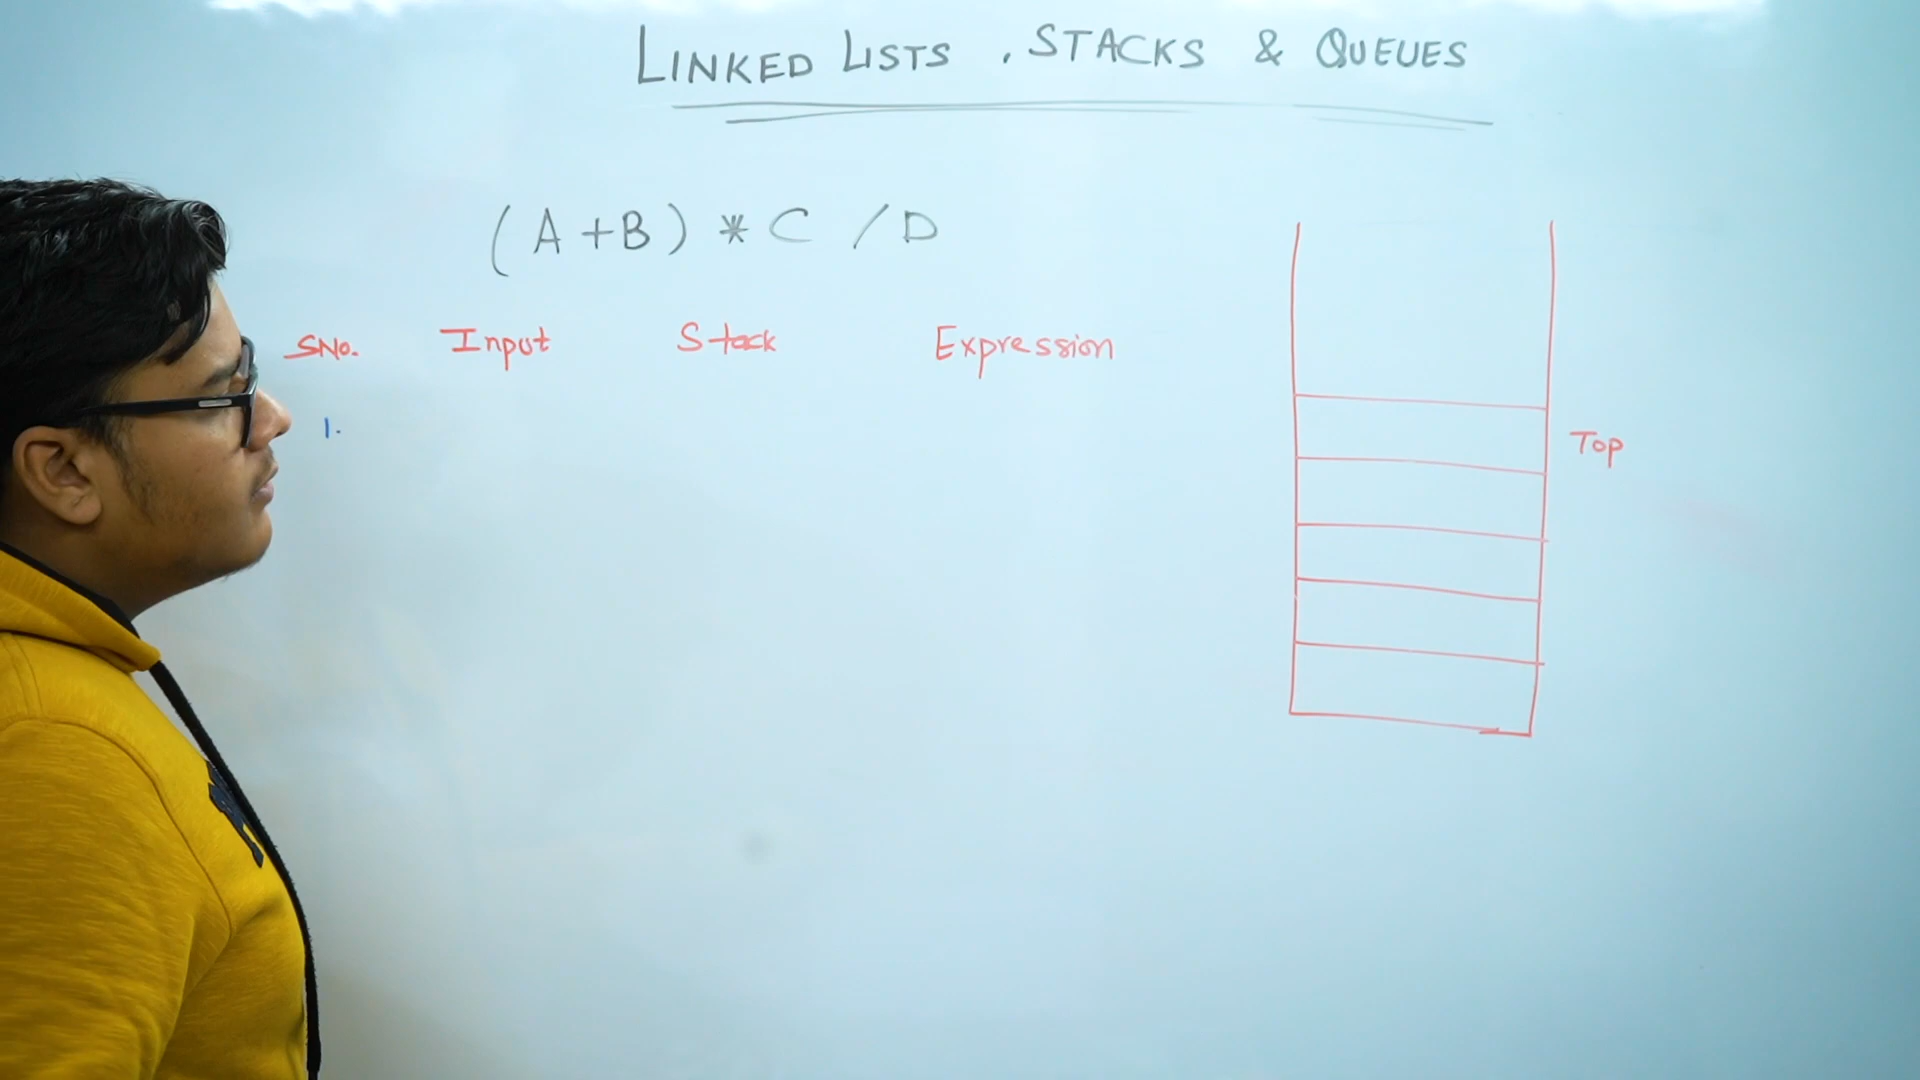 LINKED LISTS , STACKS & QUEUES
(A+B) * C / D
SNo. Input Stack Expression
1.
Top